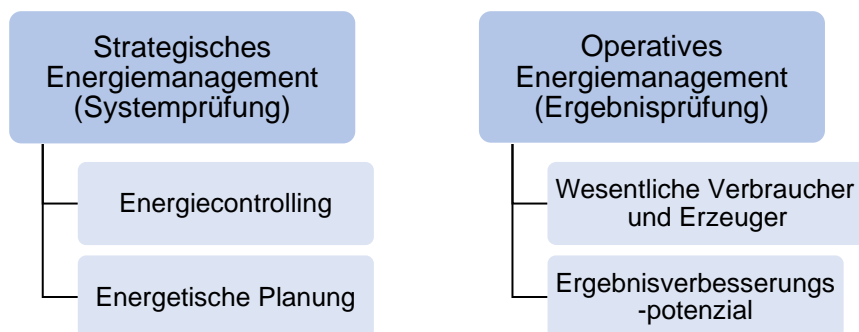 Strategisches
Energiemanagement
(Systemprüfung)
Energiecontrolling
Energetische Planung
Operatives
Energiemanagement
(Ergebnisprüfung)
Wesentliche Verbraucher
und Erzeuger
Ergebnisverbesserungs
-potenzial